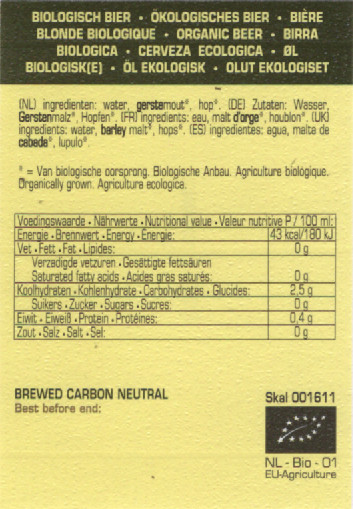 BIOLOGISCH BIER • ÖKOLOGISCHES BIER • BIÈRE
BLONDE BIOLOGIQUE • ORGANIC BEER • BIRRA
BIOLOGICA • CERVEZA ECOLOGICA • ØL
BIOLOGISK(E) • ÖL EKOLOGISK • OLUT EKOLOGISET
(NL) ingredienten: water, gerstemout*, hop*. (DE) Zutaten: Wasser,
Gerstenmalz*, Hopfen*. (FR) ingredients: eau, malt d'orge*, houblon*. (UK)
ingredients: water, barley malt*, hops*. (ES) ingredientes: agua, malta de
cebada*, lupulo*.
* = Van biologische oorsprong. Biologische Anbau. Agriculture biologique.
Organically grown. Agricultura ecologica.
Voedingswaarde • Nährwerte • Nutritional value • Valeur nutritive P / 100 ml:
Energie • Brennwert • Energy • Énergie: 43 kcal/180 kJ
Vet • Fett • Fat • Lipides: 0 g
Verzadigde vetzuren • Gesättigte fettsäuren
Saturated fatty acids • Acides gras saturés: 0 g
Koolhydraten • Kohlenhydrate • Carbohydrates • Glucides: 2,5 g
Suikers • Zucker • Sugars • Sucres: 0 g
Eiwit • Eiweiß • Protein • Protéines: 0,4 g
Zout • Salz • Salt • Sel: 0 g
BREWED CARBON NEUTRAL
Best before end:
Skal 001611
NL - Bio - 01
EU-Agriculture